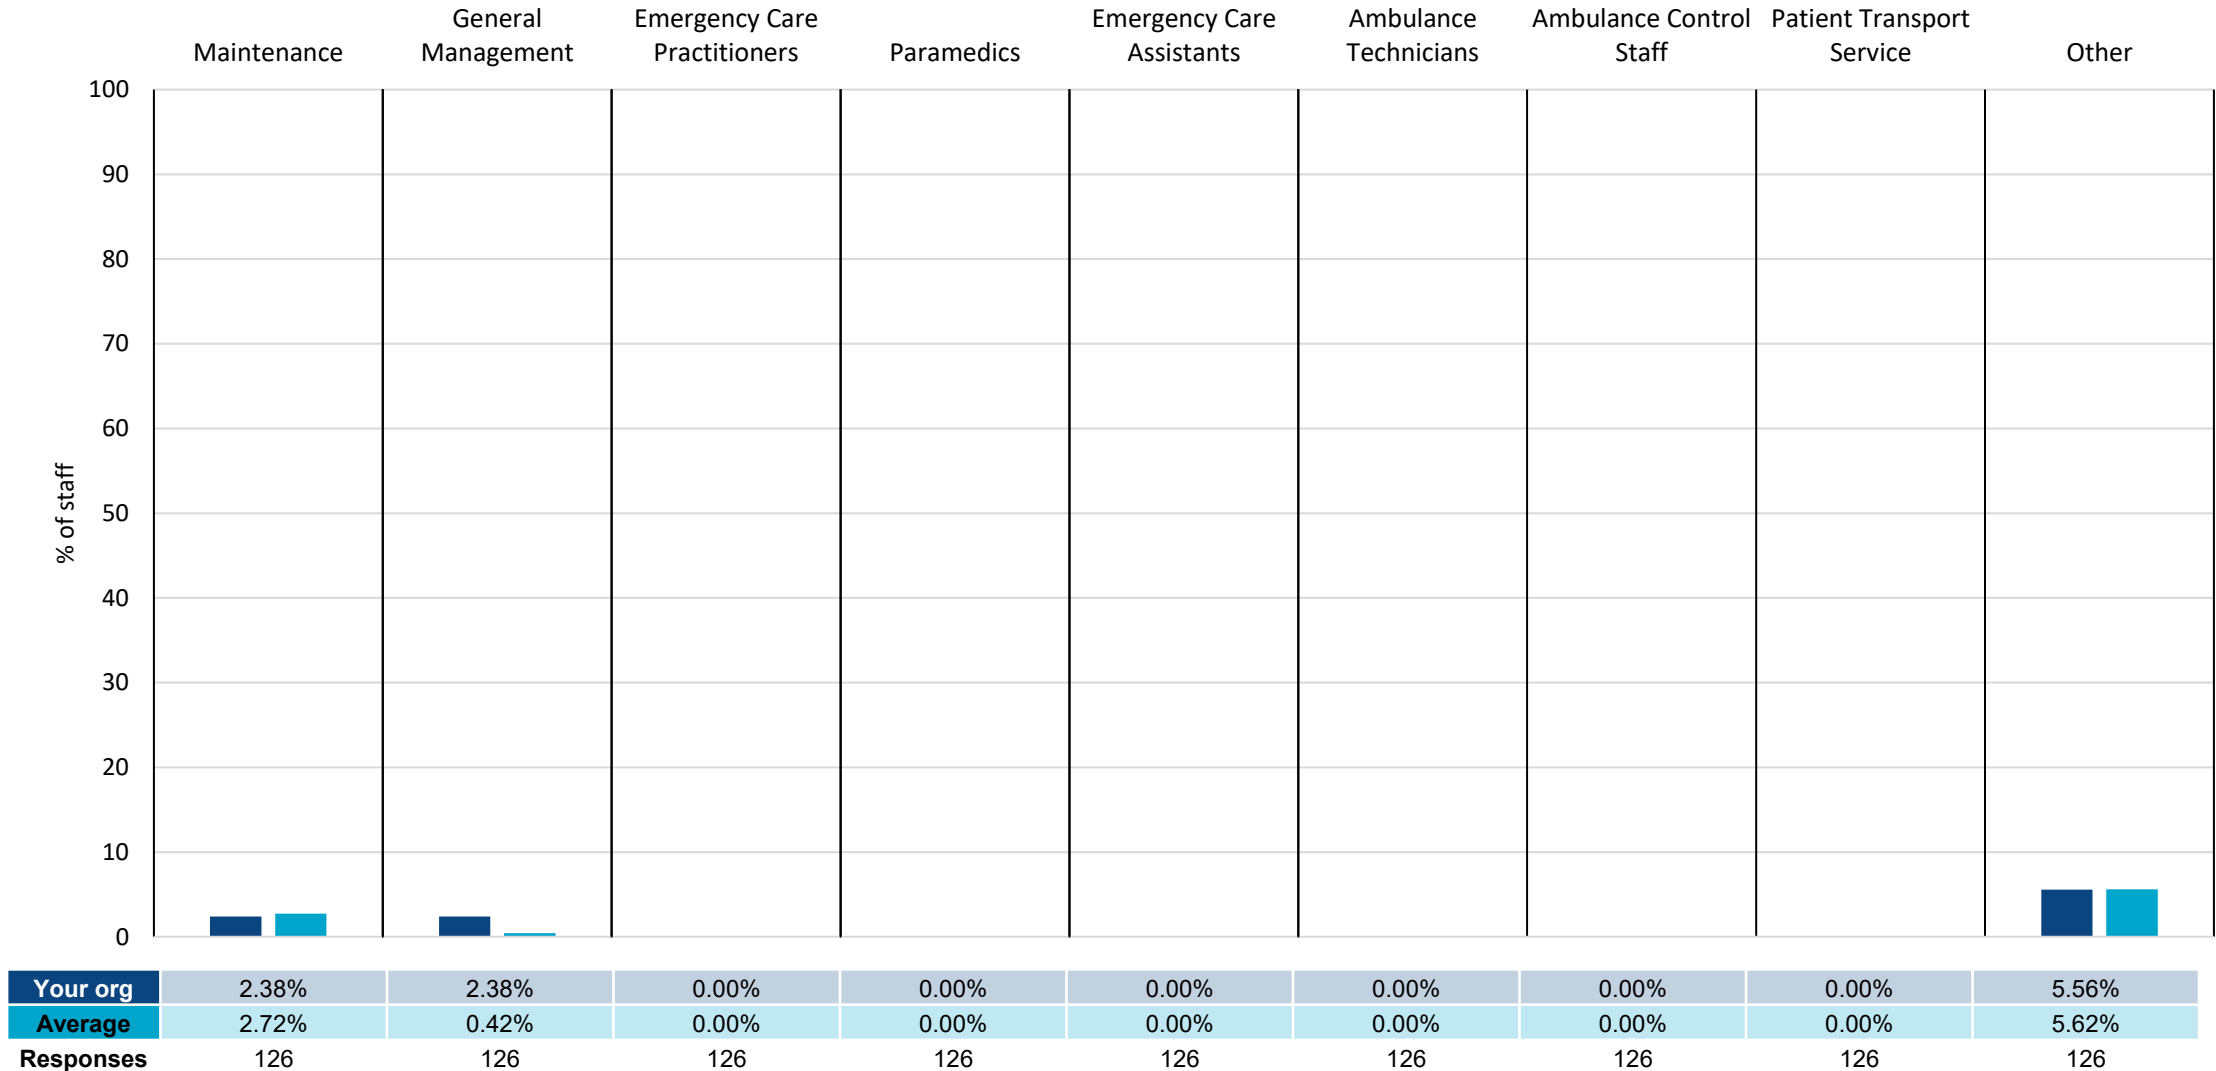 Maintenance
General
Management
Emergency Care
Practitioners
Paramedics
Emergency Care
Assistants
Ambulance
Technicians
Ambulance Control
Staff
Patient Transport
Service
Other
100
90
80
70
60
50
40
30
20
10
0
% of staff
Your org 2.38% 2.38% 0.00% 0.00% 0.00% 0.00% 0.00% 0.00% 5.56%
Average 2.72% 0.42% 0.00% 0.00% 0.00% 0.00% 0.00% 0.00% 5.62%
Responses 126 126 126 126 126 126 126 126 126